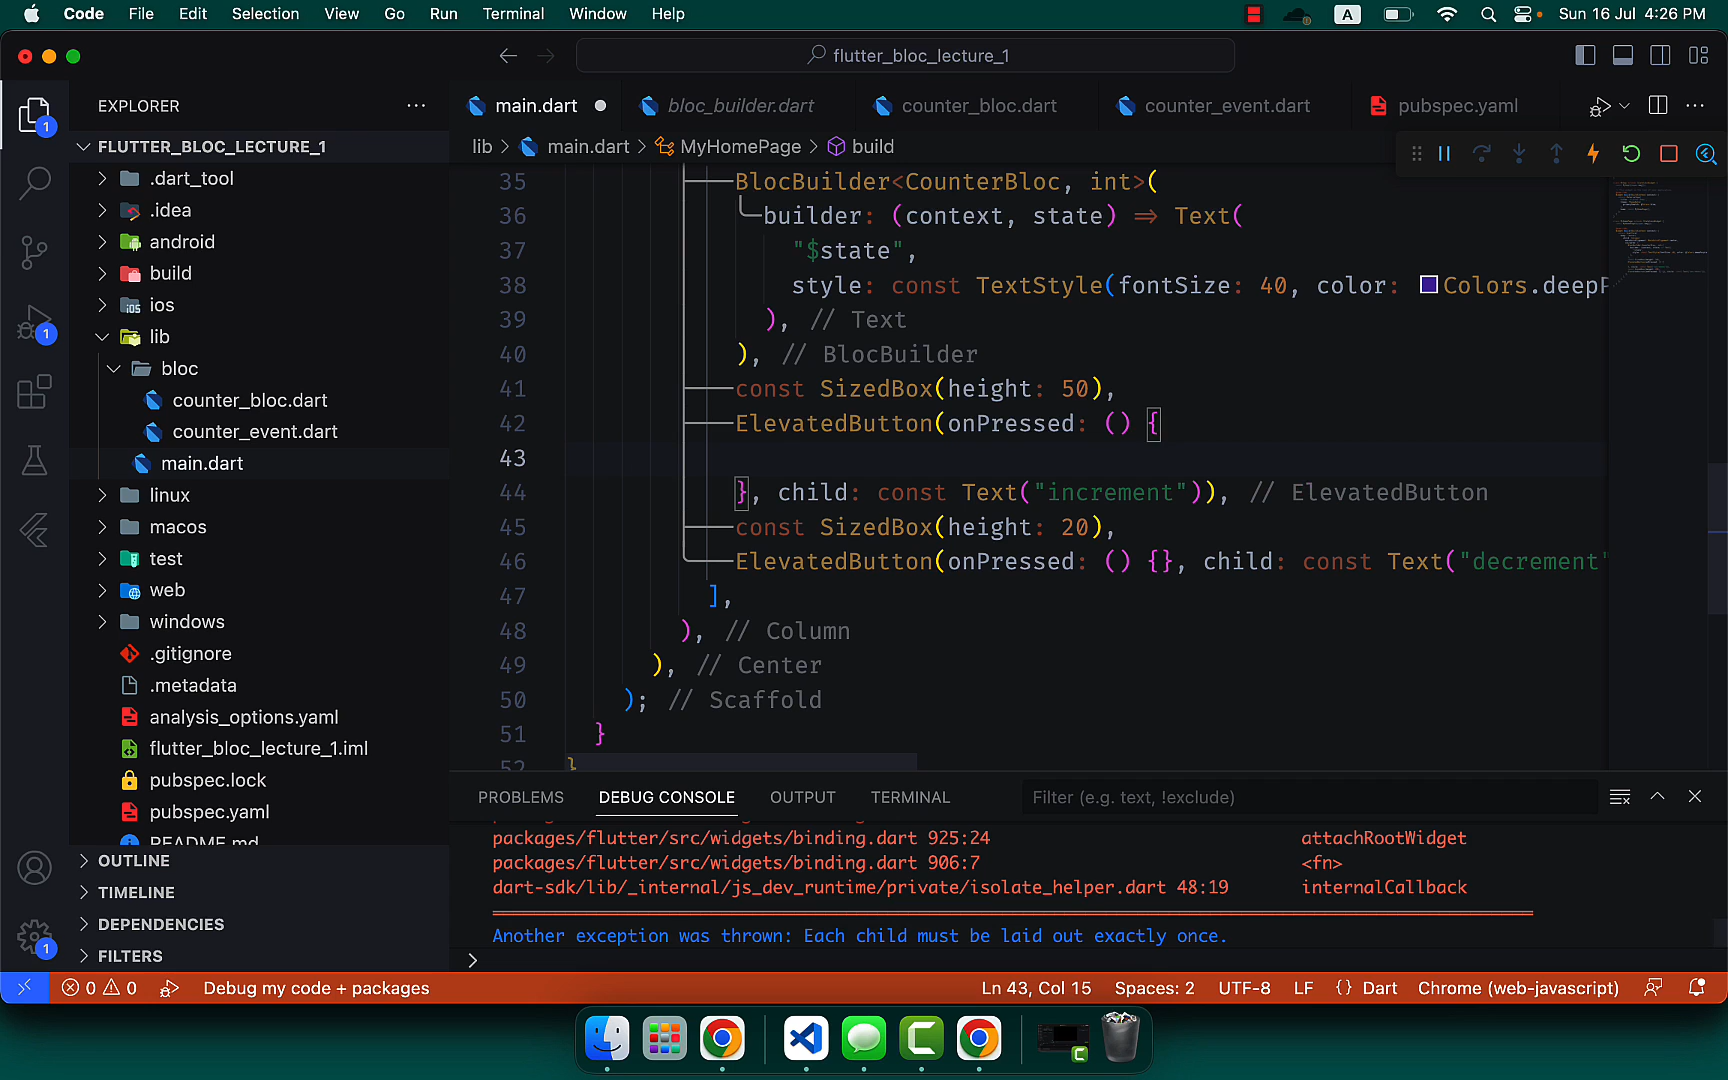 Code File Edit Selection View Go Run Terminal Window Help A Sun 16 Jul 4:26 PM
flutter_bloc_lecture_1
EXPLORER
main.dart bloc_builder.dart counter_bloc.dart counter_event.dart pubspec.yaml
lib > main.dart > MyHomePage > build
FLUTTER_BLOC_LECTURE_1
.dart_tool
.idea
android
build
ios
lib
bloc
counter_bloc.dart
counter_event.dart
main.dart
linux
macos
test
web
windows
.gitignore
.metadata
analysis_options.yaml
flutter_bloc_lecture_1.iml
pubspec.lock
pubspec.yaml
README.md
OUTLINE
TIMELINE
DEPENDENCIES
FILTERS
1
1
1
35 BlocBuilder<CounterBloc, int>(
36 builder: (context, state) => Text(
37 "$state",
38 style: const TextStyle(fontSize: 40, color: Colors.deepP
39 ), // Text
40 ), // BlocBuilder
41 const SizedBox(height: 50),
42 ElevatedButton(onPressed: () {
43
44 }, child: const Text("increment")), // ElevatedButton
45 const SizedBox(height: 20),
46 ElevatedButton(onPressed: () {}, child: const Text("decrement"
47 ],
48 ), // Column
49 ), // Center
50 ); // Scaffold
51 }
52 }
PROBLEMS DEBUG CONSOLE OUTPUT TERMINAL Filter (e.g. text, !exclude)
packages/flutter/src/widgets/binding.dart 925:24 attachRootWidget
packages/flutter/src/widgets/binding.dart 906:7 <fn>
dart-sdk/lib/_internal/js_dev_runtime/private/isolate_helper.dart 48:19 internalCallback
Another exception was thrown: Each child must be laid out exactly once.
>
0 0 Debug my code + packages Ln 43, Col 15 Spaces: 2 UTF-8 LF {} Dart Chrome (web-javascript)